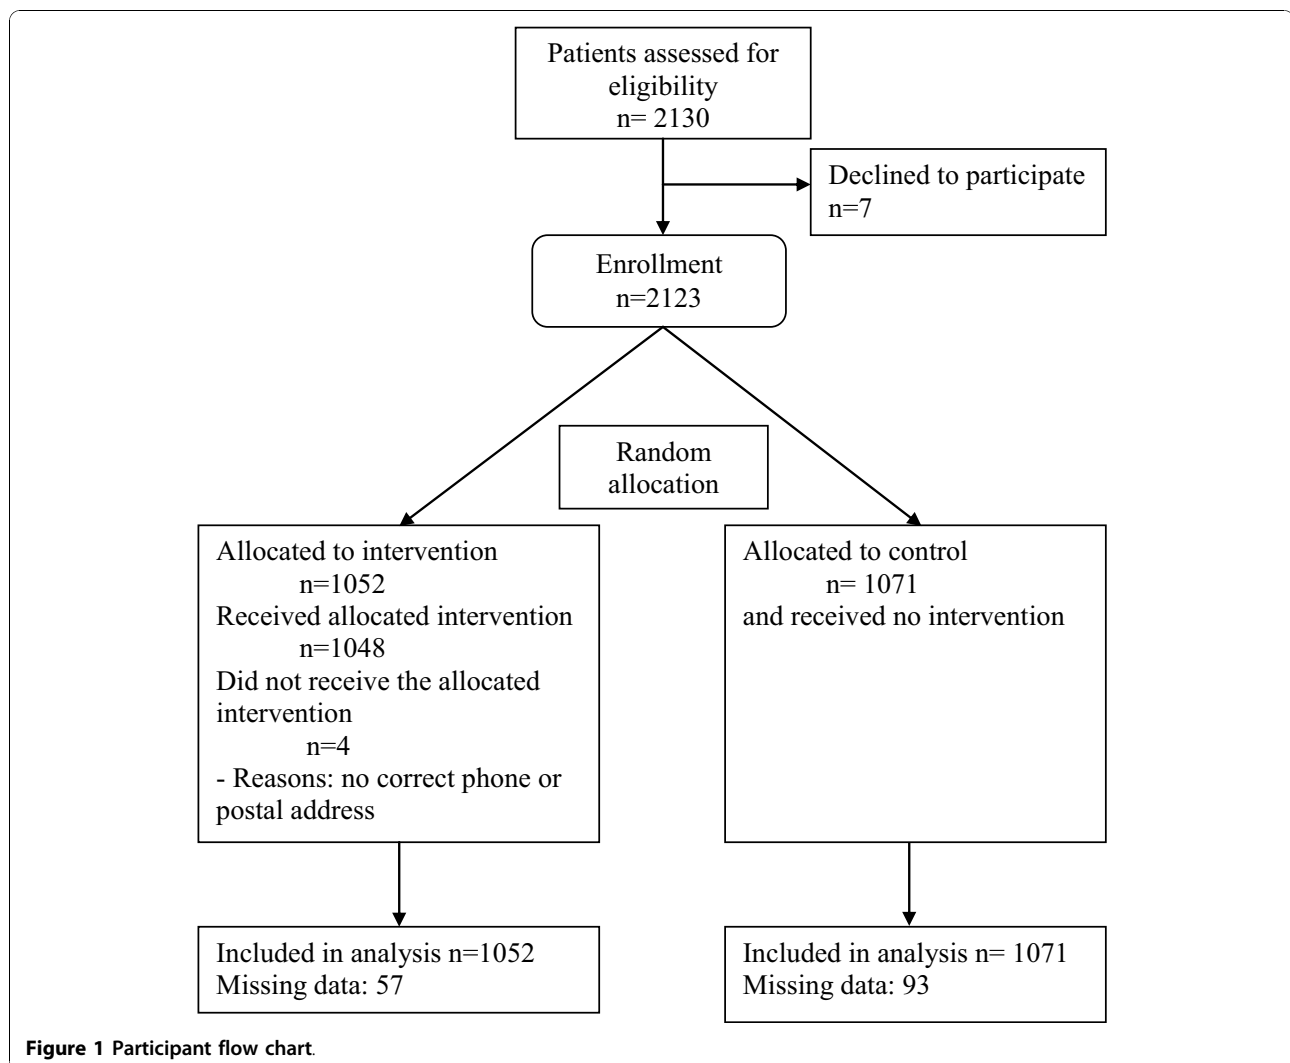 Patients assessed for
eligibility
n= 2130
Declined to participate
n=7
Enrollment
n=2123
Random
allocation
Allocated to intervention
n=1052
Received allocated intervention
n=1048
Did not receive the allocated
intervention
n=4
- Reasons: no correct phone or
postal address
Allocated to control
n= 1071
and received no intervention
Included in analysis n=1052
Missing data: 57
Included in analysis n= 1071
Missing data: 93
Figure 1 Participant flow chart.